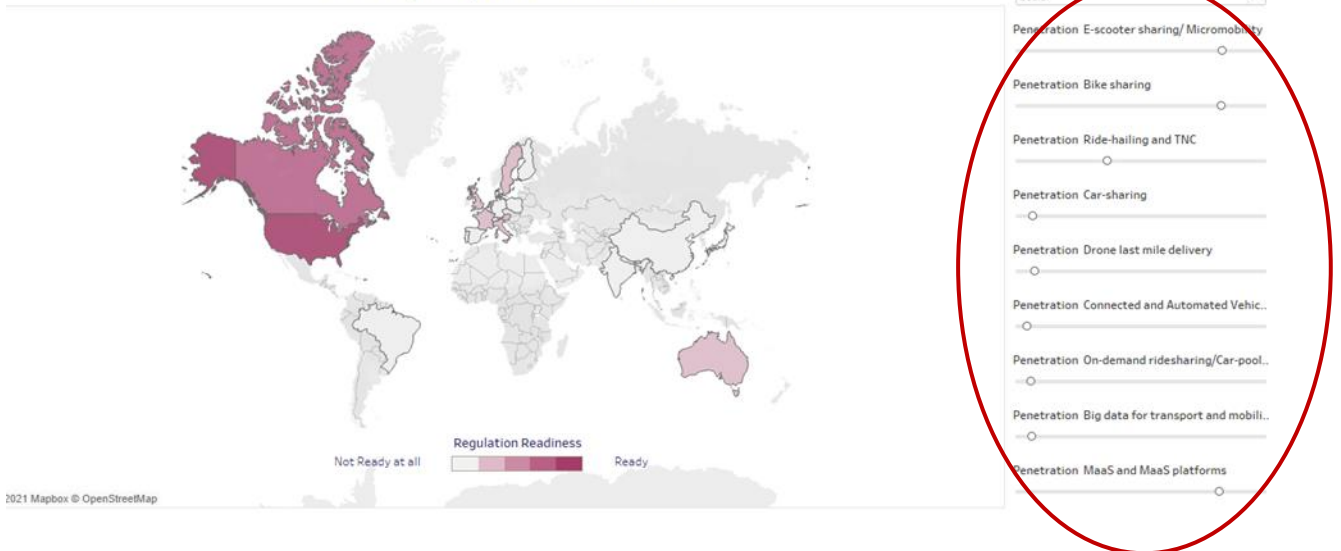 Penetration E-scooter sharing/ Micromobility
Penetration Bike sharing
Penetration Ride-hailing and TNC
Penetration Car-sharing
Penetration Drone last mile delivery
Penetration Connected and Automated Vehic..
Penetration On-demand ridesharing/Car-pool..
Penetration Big data for transport and mobili..
Penetration MaaS and MaaS platforms
Regulation Readiness
Not Ready at all
Ready
2021 Mapbox © OpenStreetMap